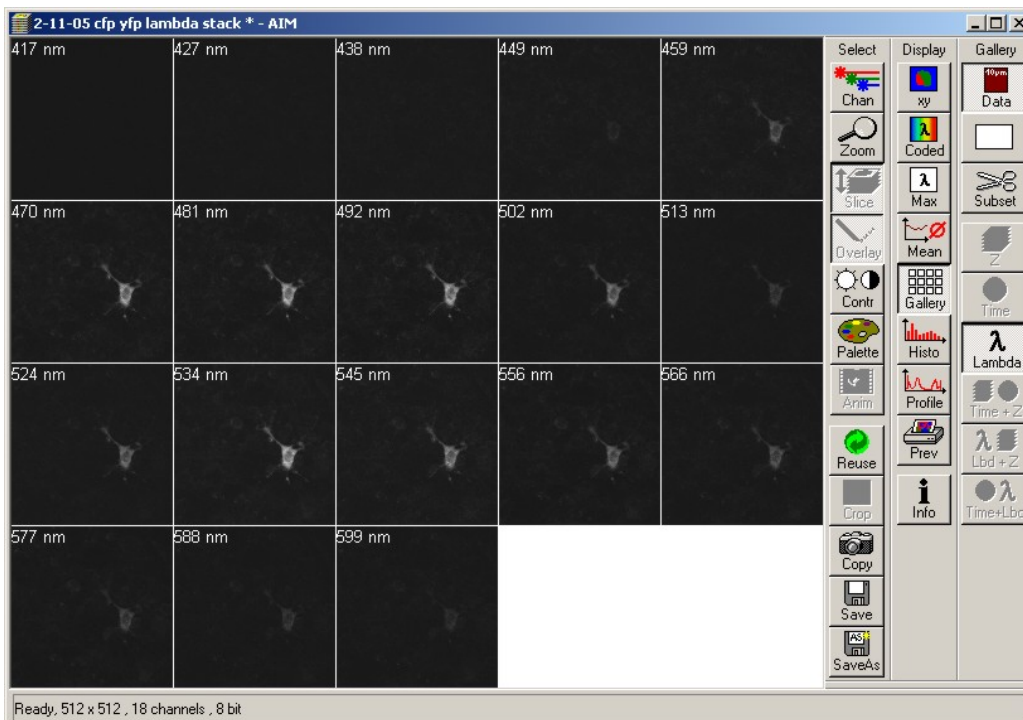 2-11-05 cfp yfp lambda stack * - AIM
417 nm
427 nm
438 nm
449 nm
459 nm
470 nm
481 nm
492 nm
502 nm
513 nm
524 nm
534 nm
545 nm
556 nm
566 nm
577 nm
588 nm
599 nm
Select
Chan
Zoom
Slice
Overlay
Contr
Palette
Anim
Reuse
Crop
Copy
Save
AS
SaveAs
Display
xy
λ
Coded
λ
Max
Mean
Gallery
Histo
Profile
Prev
i
Info
Gallery
10µm
Data
Subset
Z
Time
λ
Lambda
Time + Z
λ
Lbd + Z
λ
Time+Lbd
Ready, 512 x 512 , 18 channels , 8 bit